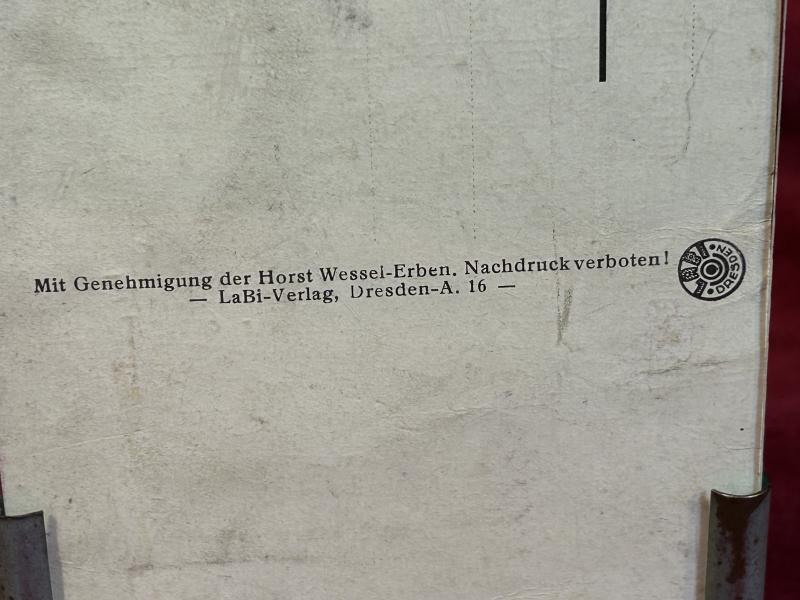 Mit Genehmigung der Horst Wessel-Erben. Nachdruck verboten!
— LaBi-Verlag, Dresden-A. 16 —
DRESDEN